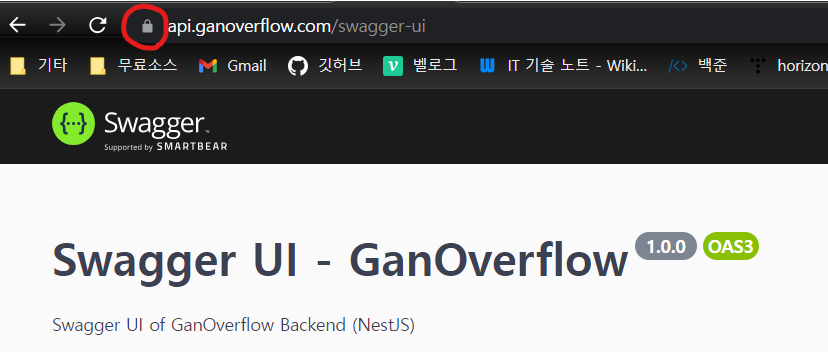 api.ganoverflow.com/swagger-ui
기타 무료소스 Gmail 깃허브 벨로그 IT 기술 노트 - Wiki... 백준 horizon
{···} Swagger™
Supported by SMARTBEAR
Swagger UI - GanOverflow 1.0.0 OAS3
Swagger UI of GanOverflow Backend (NestJS)